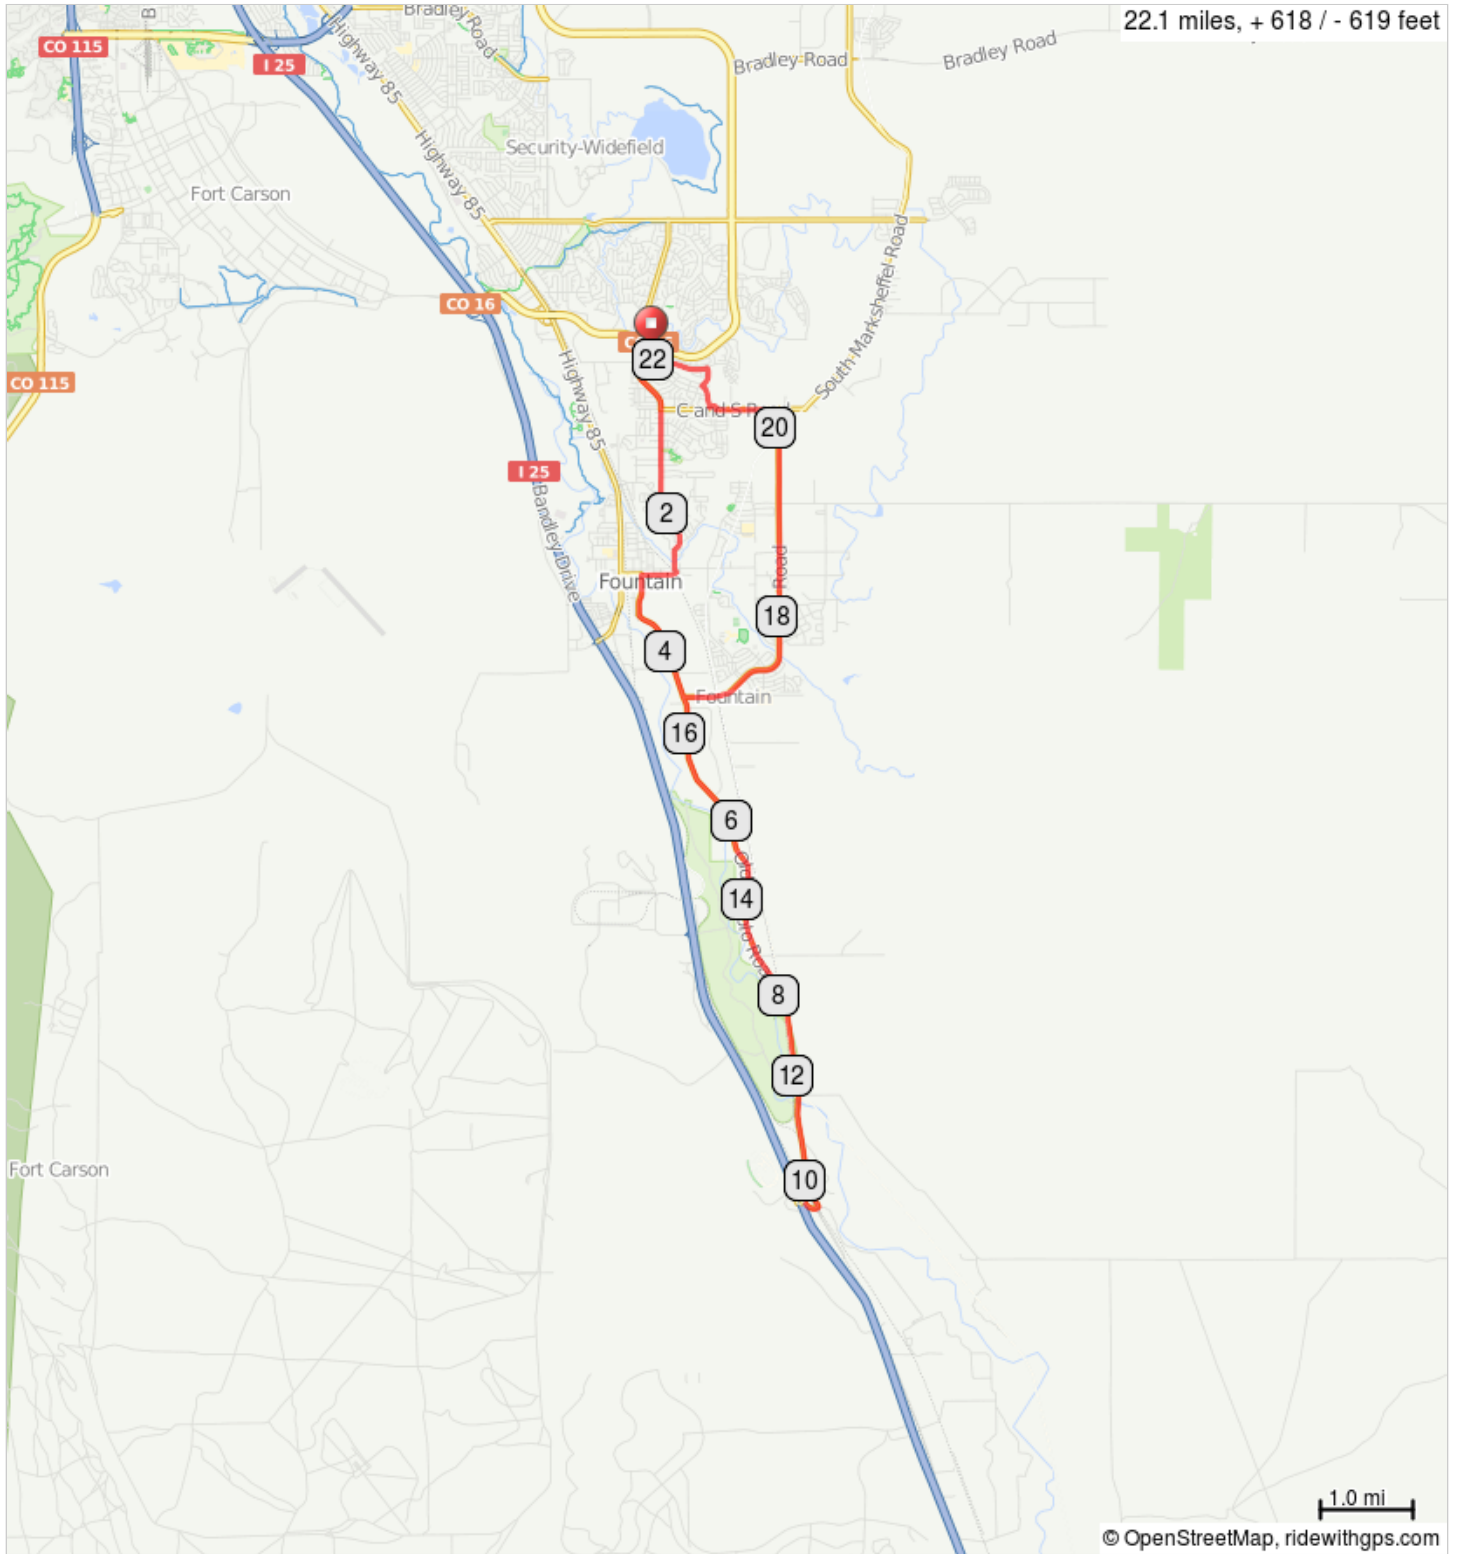 22.1 miles, + 618 / - 619 feet
Bradley Road
CO 115
B
I 25
Highway 85
Bradley Road
Bradley Road
Highway 85
Security-Widefield
Fort Carson
South Marksheffel Road
CO 16
22
CO 115
Highway 85
C and S Road
20
I 25
Bandley Drive
2
Road
Fountain
18
4
Fountain
16
6
14
8
12
Fort Carson
10
1.0 mi
© OpenStreetMap, ridewithgps.com